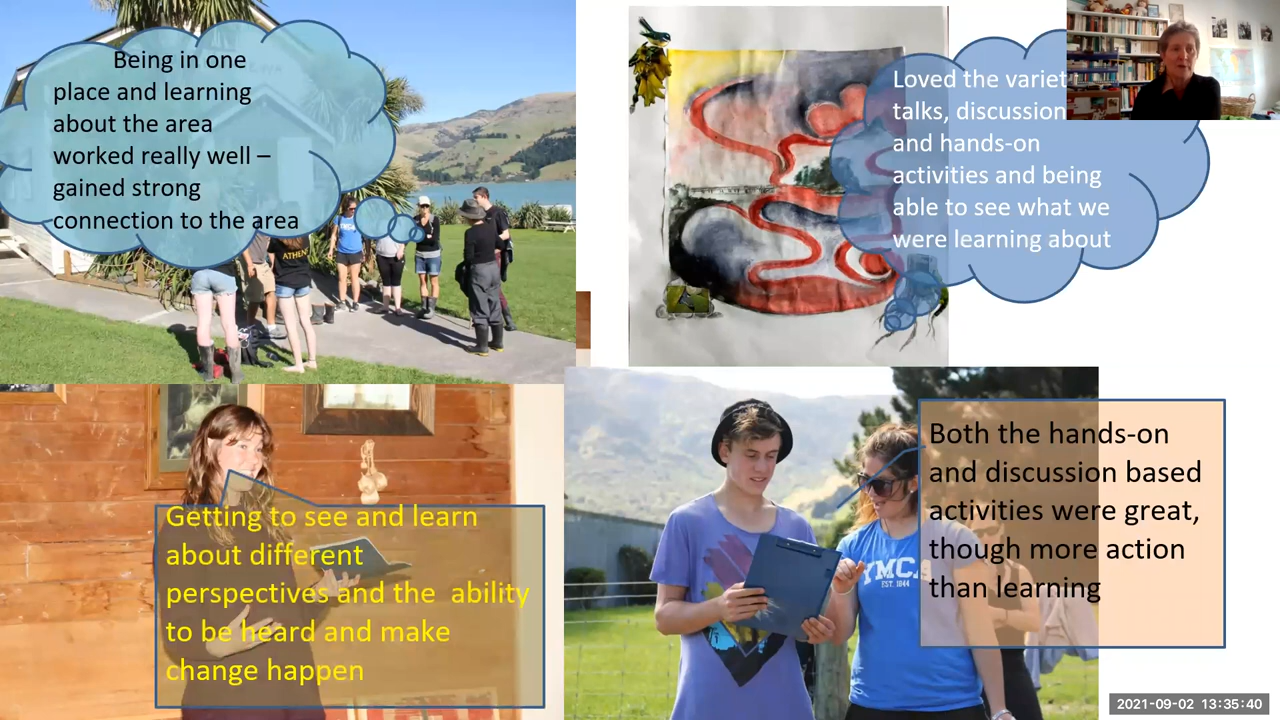 Being in one
place and learning
about the area
worked really well –
gained strong
connection to the area
ATHEN
Loved the variet
talks, discussion
and hands-on
activities and being
able to see what we
were learning about
Getting to see and learn
about different
perspectives and the ability
to be heard and make
change happen
YMCA
EST. 1844
Both the hands-on
and discussion based
activities were great,
though more action
than learning
2021-09-02 13:35:40